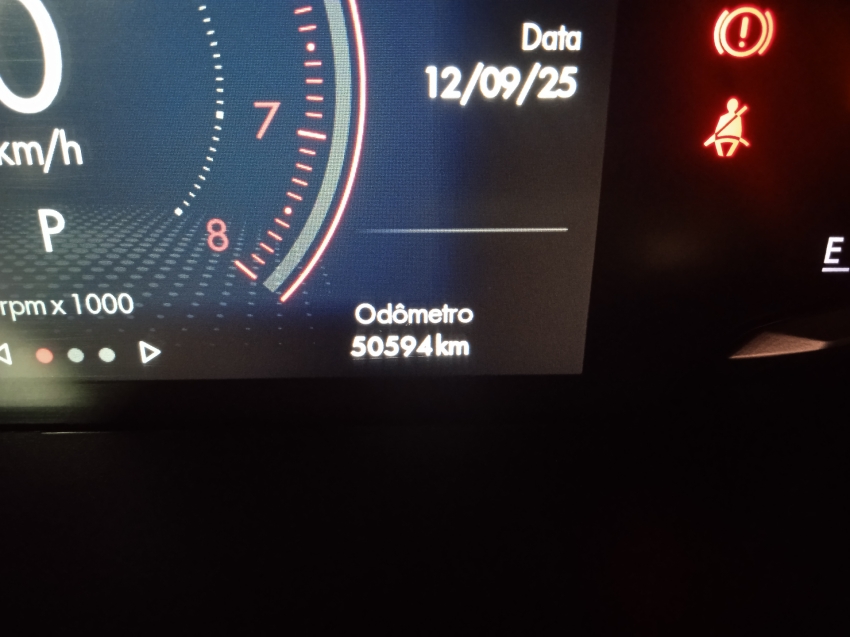 0
km/h
P
7
8
rpm x 1000
Data
12/09/25
Odômetro
50594km
E